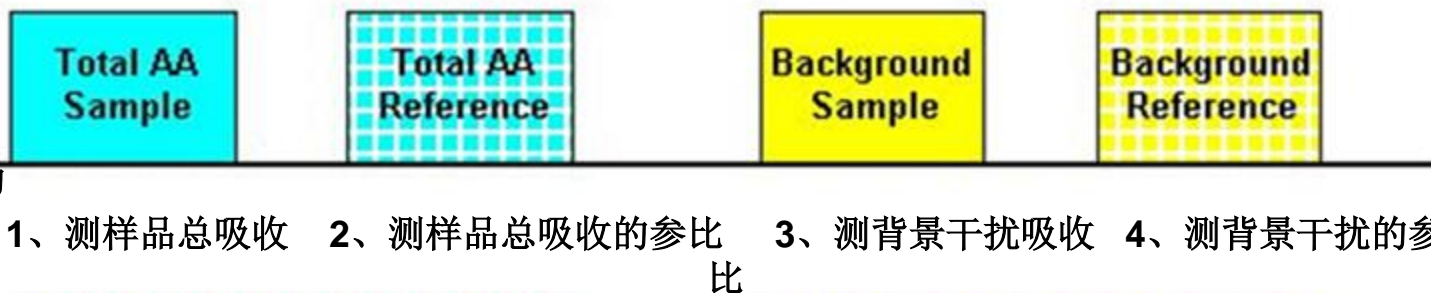 Total AA
Sample
Total AA
Reference
Background
Sample
Background
Reference
1、测样品总吸收 2、测样品总吸收的参比 3、测背景干扰吸收 4、测背景干扰的参
比